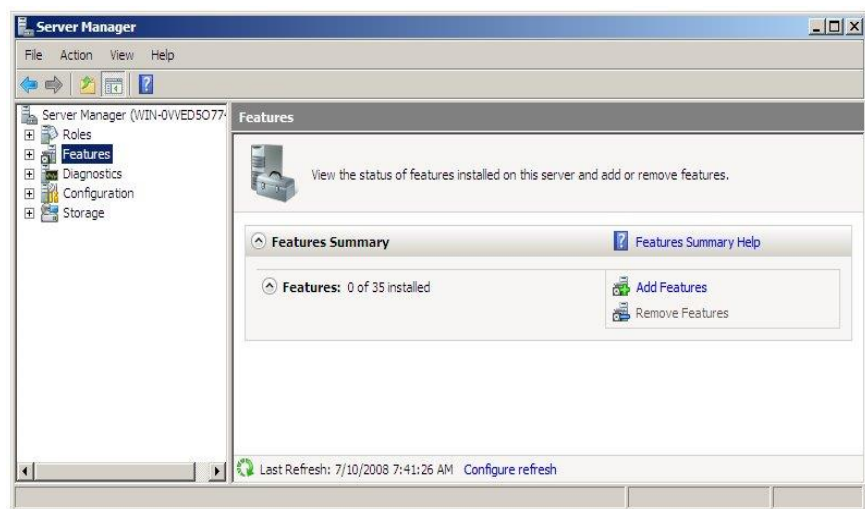 Server Manager
File Action View Help
Server Manager (WIN-0VVED5O774
Roles
Features
Diagnostics
Configuration
Storage
Features
View the status of features installed on this server and add or remove features.
Features Summary
Features Summary Help
Features: 0 of 35 installed
Add Features
Remove Features
Last Refresh: 7/10/2008 7:41:26 AM Configure refresh